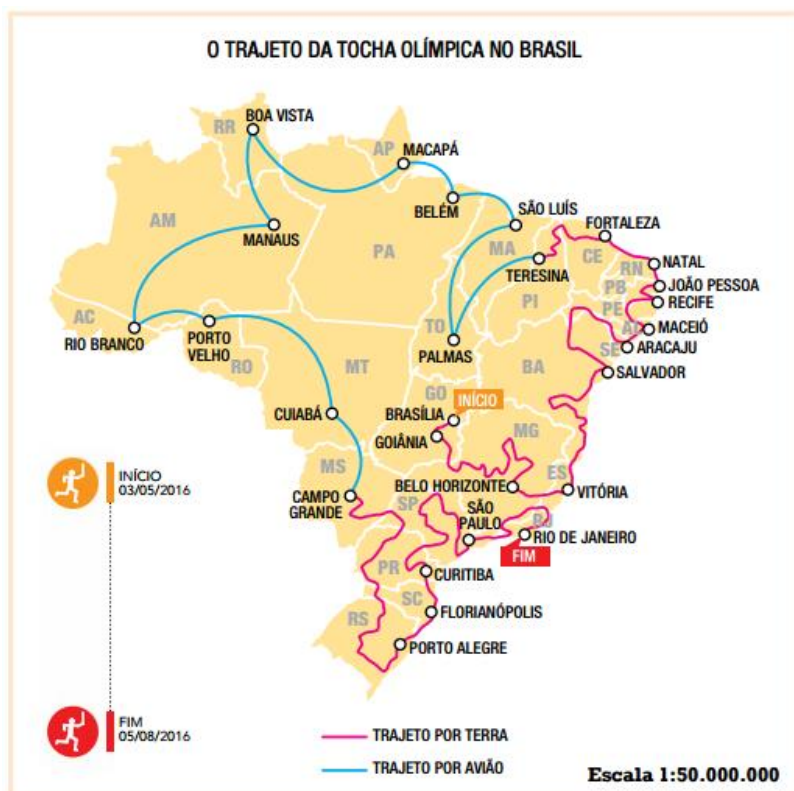 O TRAJETO DA TOCHA OLÍMPICA NO BRASIL
BOA VISTA
RR
AP
MACAPÁ
BELÉM
SÃO LUÍS
FORTALEZA
AM
MANAUS
PA
MA
TERESINA
CE
RN
NATAL
PB
JOÃO PESSOA
PE
RECIFE
PI
AC
RIO BRANCO
PORTO
VELHO
RO
MT
TO
PALMAS
AL
MACEIÓ
SE
ARACAJU
BA
SALVADOR
GO
BRASÍLIA
INÍCIO
CUIABÁ
GOIÂNIA
MG
MS
CAMPO
GRANDE
BELO HORIZONTE
ES
VITÓRIA
SP
SÃO
PAULO
RJ
RIO DE JANEIRO
FIM
PR
CURITIBA
SC
FLORIANÓPOLIS
RS
PORTO ALEGRE
INÍCIO
03/05/2016
FIM
05/08/2016
TRAJETO POR TERRA
TRAJETO POR AVIÃO
Escala 1:50.000.000